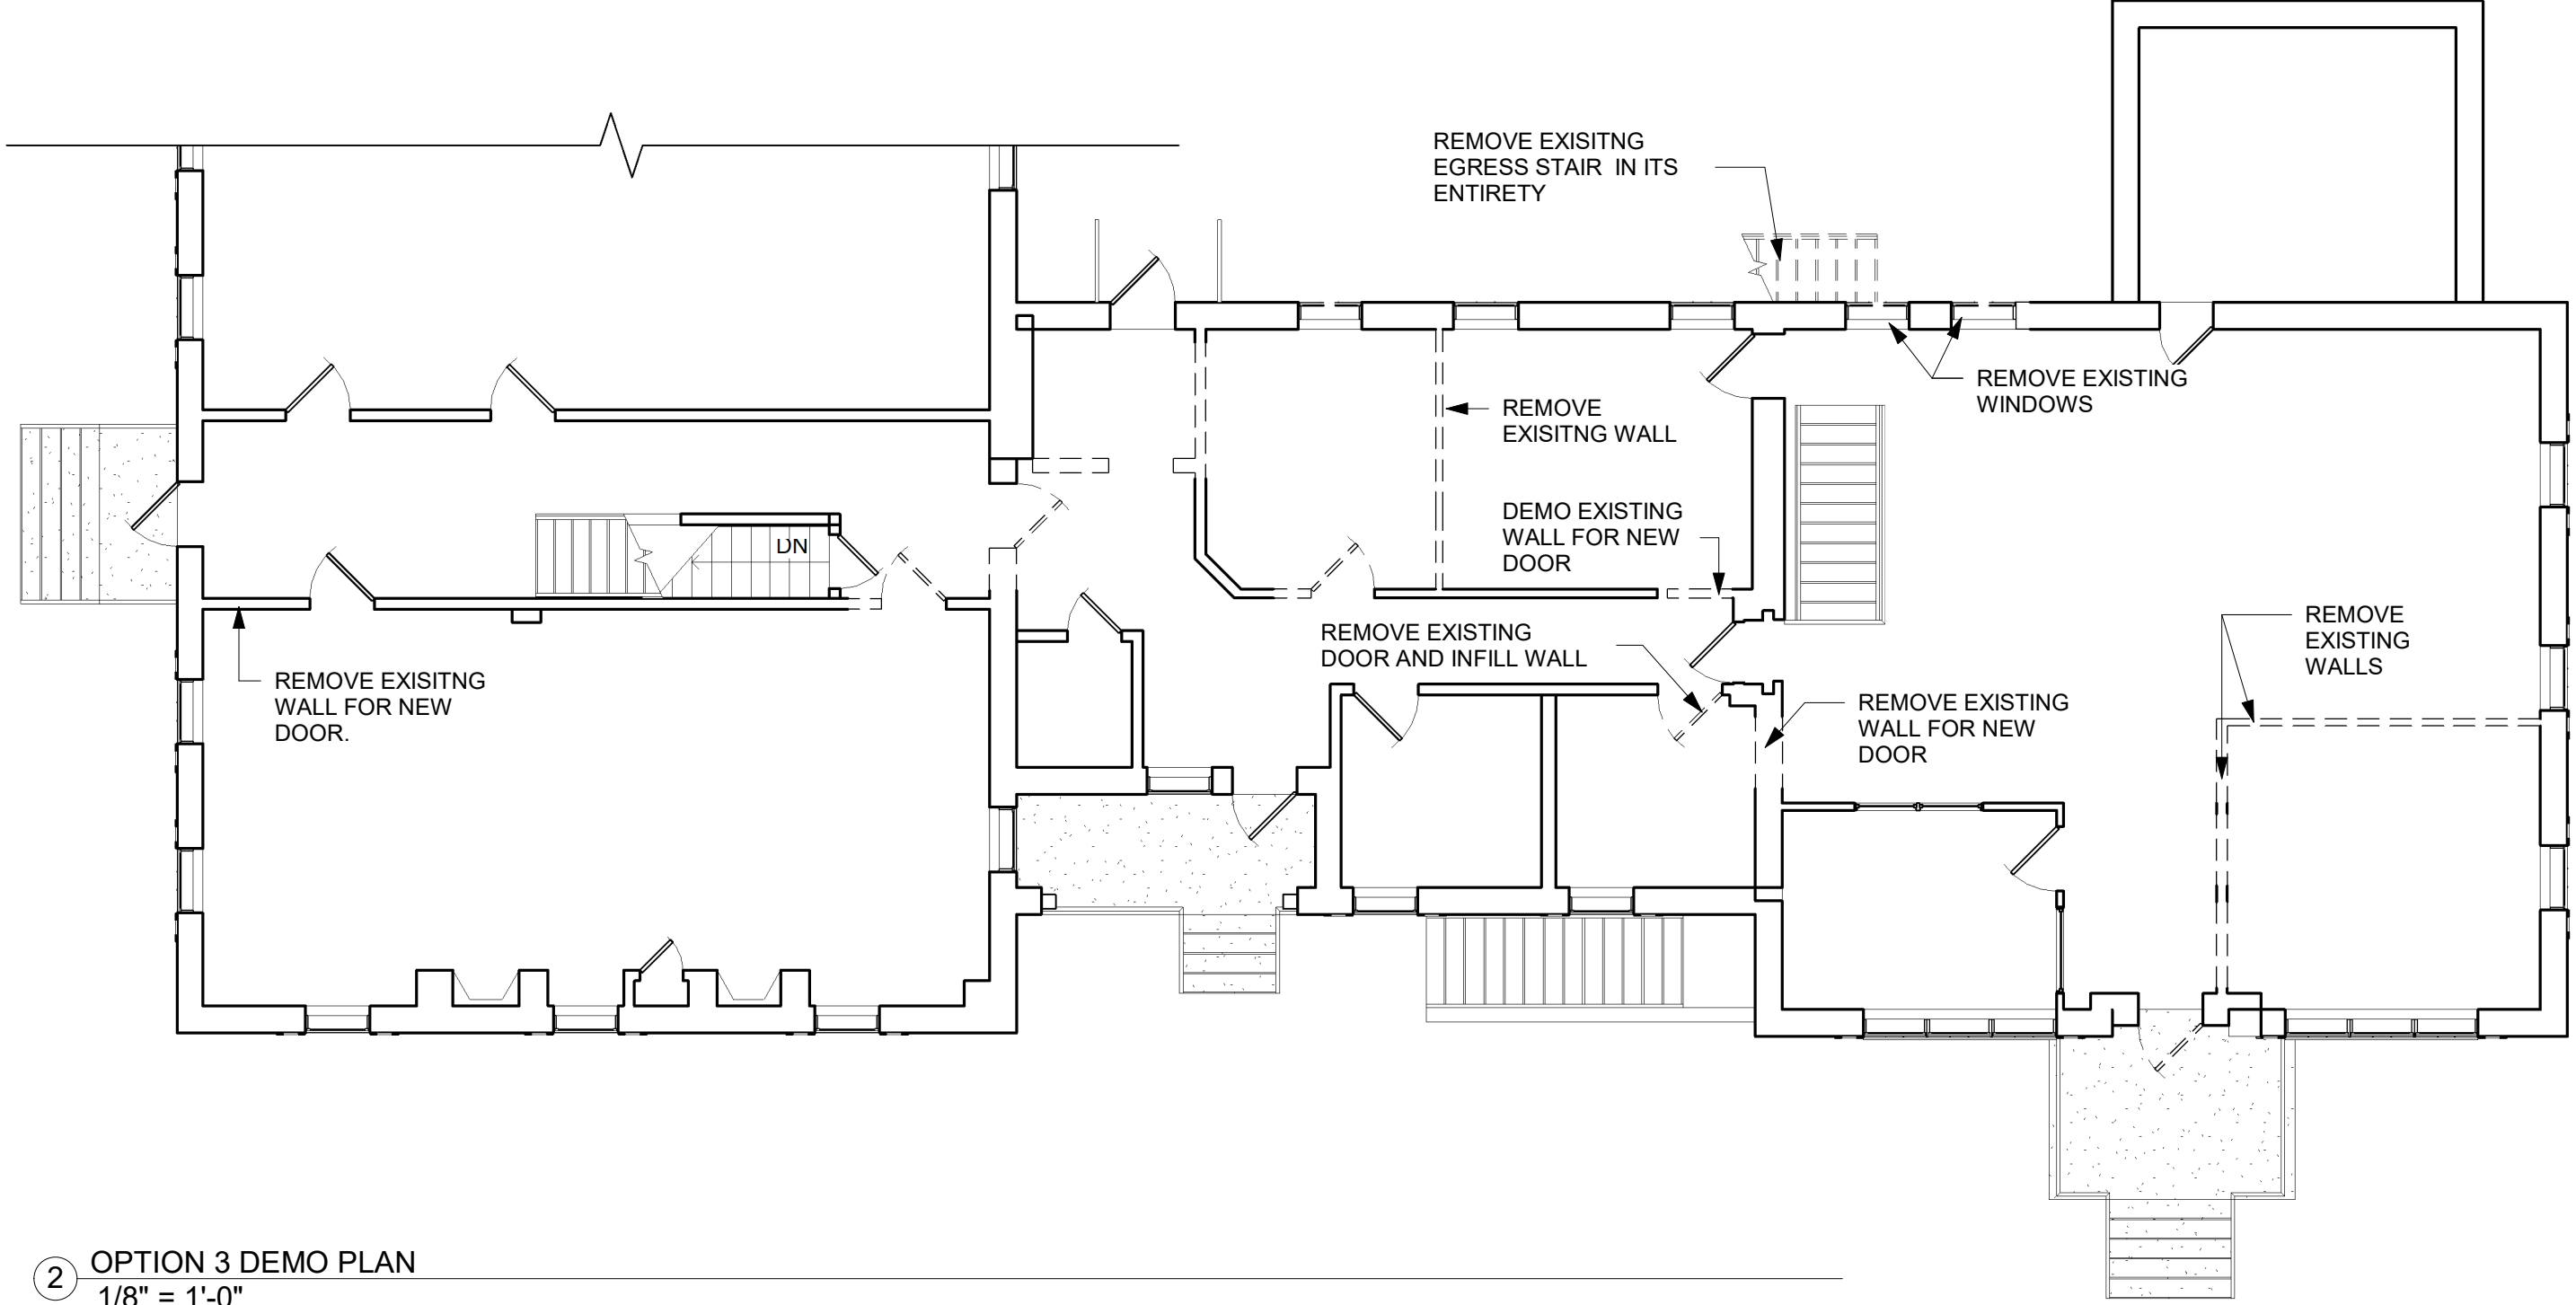 REMOVE EXISITNG
EGRESS STAIR IN ITS
ENTIRETY
REMOVE EXISTING
WINDOWS
REMOVE
EXISITNG WALL
DEMO EXISTING
WALL FOR NEW
DOOR
DN
REMOVE EXISTING
DOOR AND INFILL WALL
REMOVE
EXISTING
WALLS
REMOVE EXISITNG
WALL FOR NEW
DOOR.
REMOVE EXISTING
WALL FOR NEW
DOOR
2
OPTION 3 DEMO PLAN
1/8" = 1'-0"